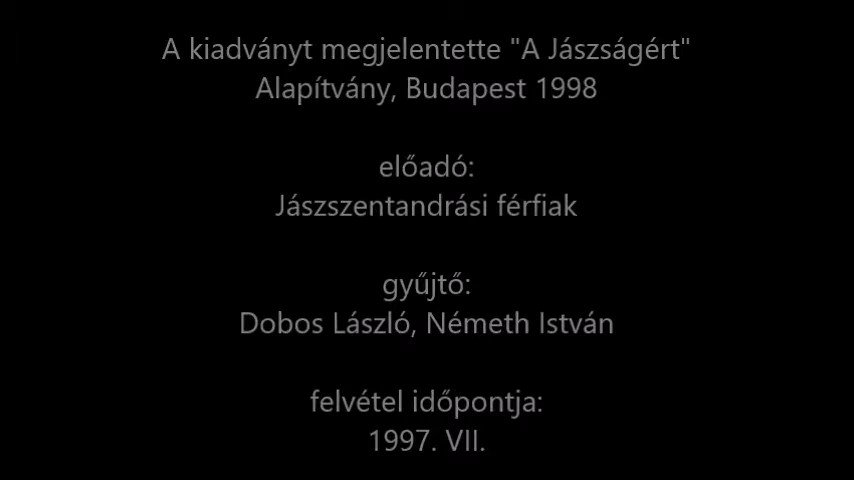 A kiadványt megjelentette "A Jászságért"
Alapítvány, Budapest 1998
előadó:
Jászszentandrási férfiak
gyűjtő:
Dobos László, Németh István
felvétel időpontja:
1997. VII.